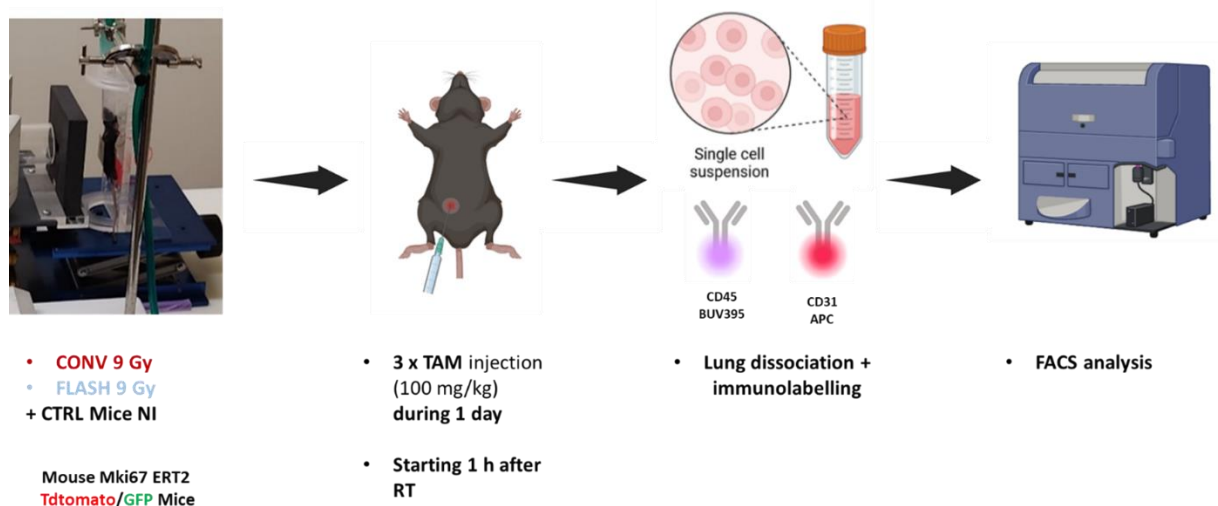 Single cell
suspension
CD45
BUV395
CD31
APC
• CONV 9 Gy
• FLASH 9 Gy
+ CTRL Mice NI
Mouse Mki67 ERT2
Tdtomato/GFP Mice
• 3 x TAM injection
(100 mg/kg)
during 1 day
• Starting 1 h after
RT
• Lung dissociation +
immunolabelling
• FACS analysis